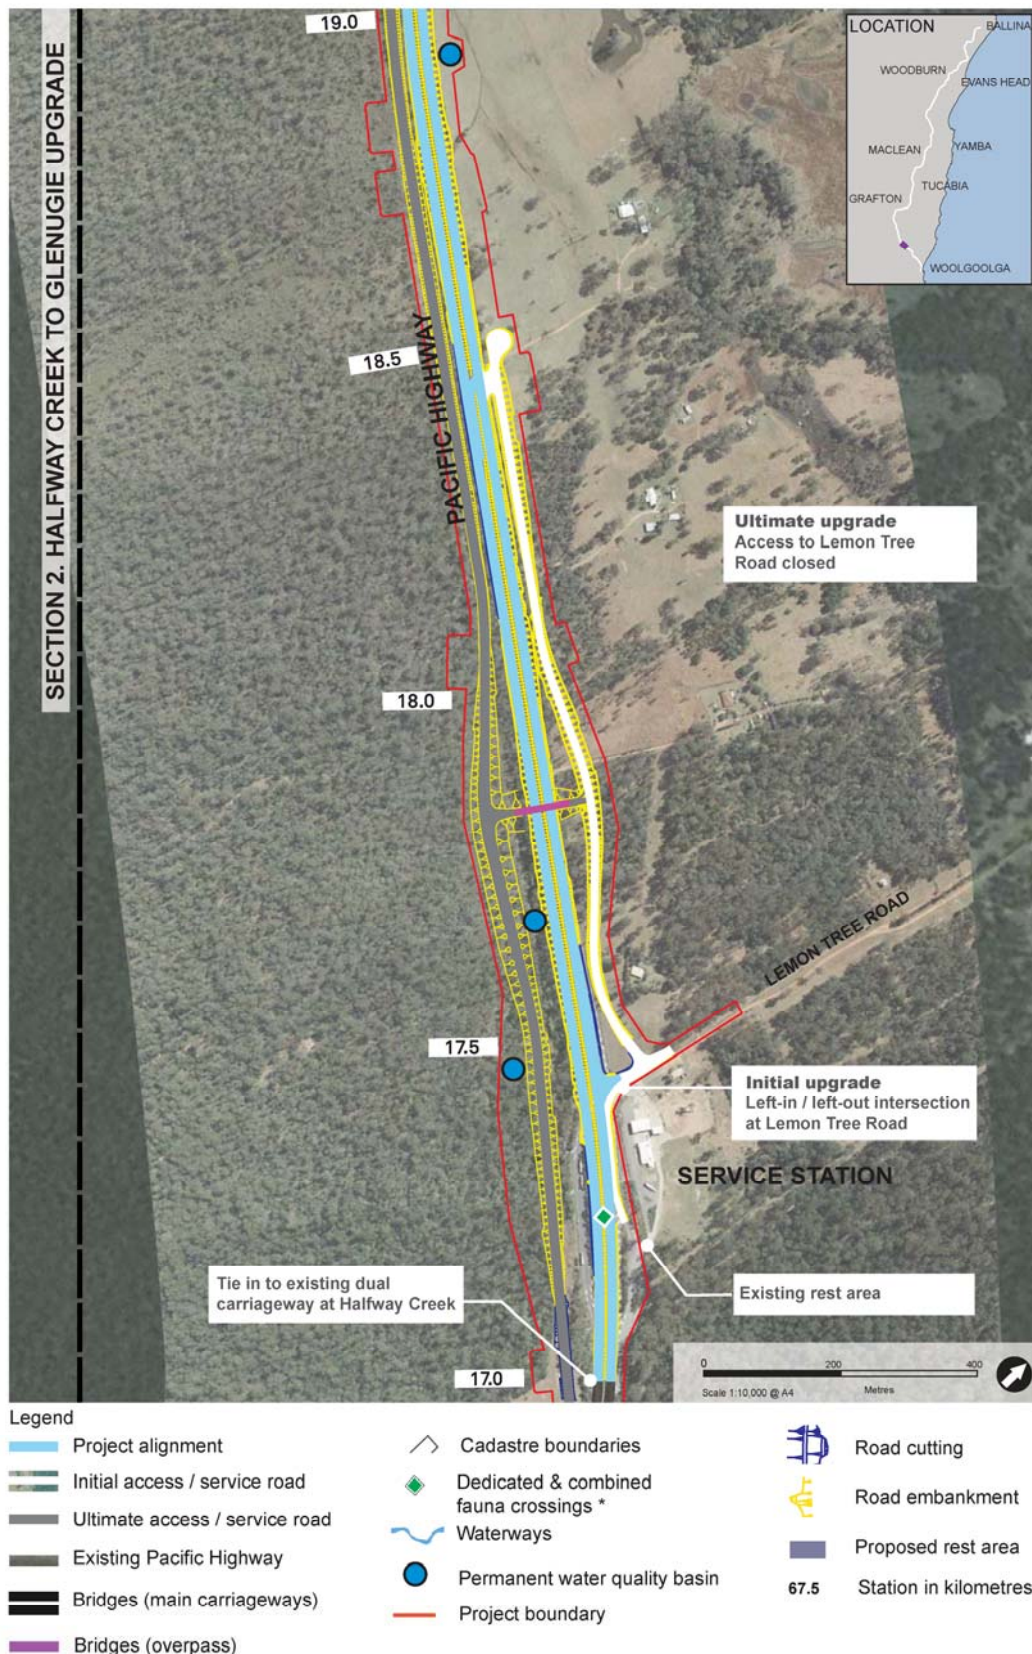 SECTION 2. HALFWAY CREEK TO GLENUGIE UPGRADE
19.0
LOCATION
BALLINA
WOODBURN
EVANS HEAD
MACLEAN
YAMBA
TUCABIA
GRAFTON
WOOLGOOLGA
18.5
PACIFIC HIGHWAY
Ultimate upgrade
Access to Lemon Tree
Road closed
18.0
LEMON TREE ROAD
17.5
Initial upgrade
Left-in / left-out intersection
at Lemon Tree Road
SERVICE STATION
Tie in to existing dual
carriageway at Halfway Creek
Existing rest area
17.0
0 200 400
Scale 1:10,000 @ A4 Metres
Legend
Project alignment
Initial access / service road
Ultimate access / service road
Existing Pacific Highway
Bridges (main carriageways)
Bridges (overpass)
Cadastre boundaries
Dedicated & combined
fauna crossings *
Waterways
Permanent water quality basin
Project boundary
Road cutting
Road embankment
Proposed rest area
67.5 Station in kilometres